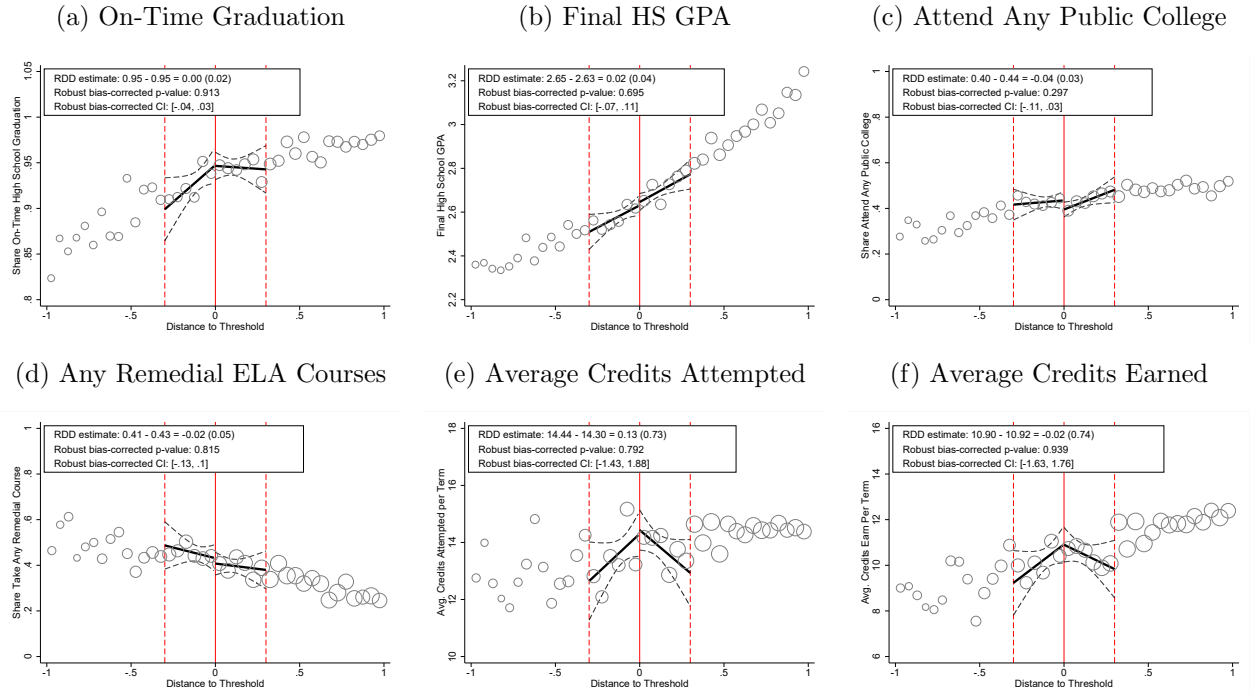 (a) On-Time Graduation
RDD estimate: 0.95 - 0.95 = 0.00 (0.02)
Robust bias-corrected p-value: 0.913
Robust bias-corrected CI: [-.04, .03]
Share On-Time High School Graduation
1.05
1
.95
.9
.85
.8
-1 -.5 0 .5 1
Distance to Threshold
(b) Final HS GPA
RDD estimate: 2.65 - 2.63 = 0.02 (0.04)
Robust bias-corrected p-value: 0.695
Robust bias-corrected CI: [-.07, .11]
Final High School GPA
3.2
3
2.8
2.6
2.4
2.2
-1 -.5 0 .5 1
Distance to Threshold
(c) Attend Any Public College
RDD estimate: 0.40 - 0.44 = -0.04 (0.03)
Robust bias-corrected p-value: 0.297
Robust bias-corrected CI: [-.11, .03]
Share Attend Any Public College
1
.8
.6
.4
.2
0
-1 -.5 0 .5 1
Distance to Threshold
(d) Any Remedial ELA Courses
RDD estimate: 0.41 - 0.43 = -0.02 (0.05)
Robust bias-corrected p-value: 0.815
Robust bias-corrected CI: [-.13, .1]
Share Take Any Remedial Course
1
.8
.6
.4
.2
0
-1 -.5 0 .5 1
Distance to Threshold
(e) Average Credits Attempted
RDD estimate: 14.44 - 14.30 = 0.13 (0.73)
Robust bias-corrected p-value: 0.792
Robust bias-corrected CI: [-1.43, 1.88]
Avg. Credits Attempted per Term
18
16
14
12
10
-1 -.5 0 .5 1
Distance to Threshold
(f) Average Credits Earned
RDD estimate: 10.90 - 10.92 = -0.02 (0.74)
Robust bias-corrected p-value: 0.939
Robust bias-corrected CI: [-1.63, 1.76]
Avg. Credits Earn Per Term
16
14
12
10
8
6
-1 -.5 0 .5 1
Distance to Threshold